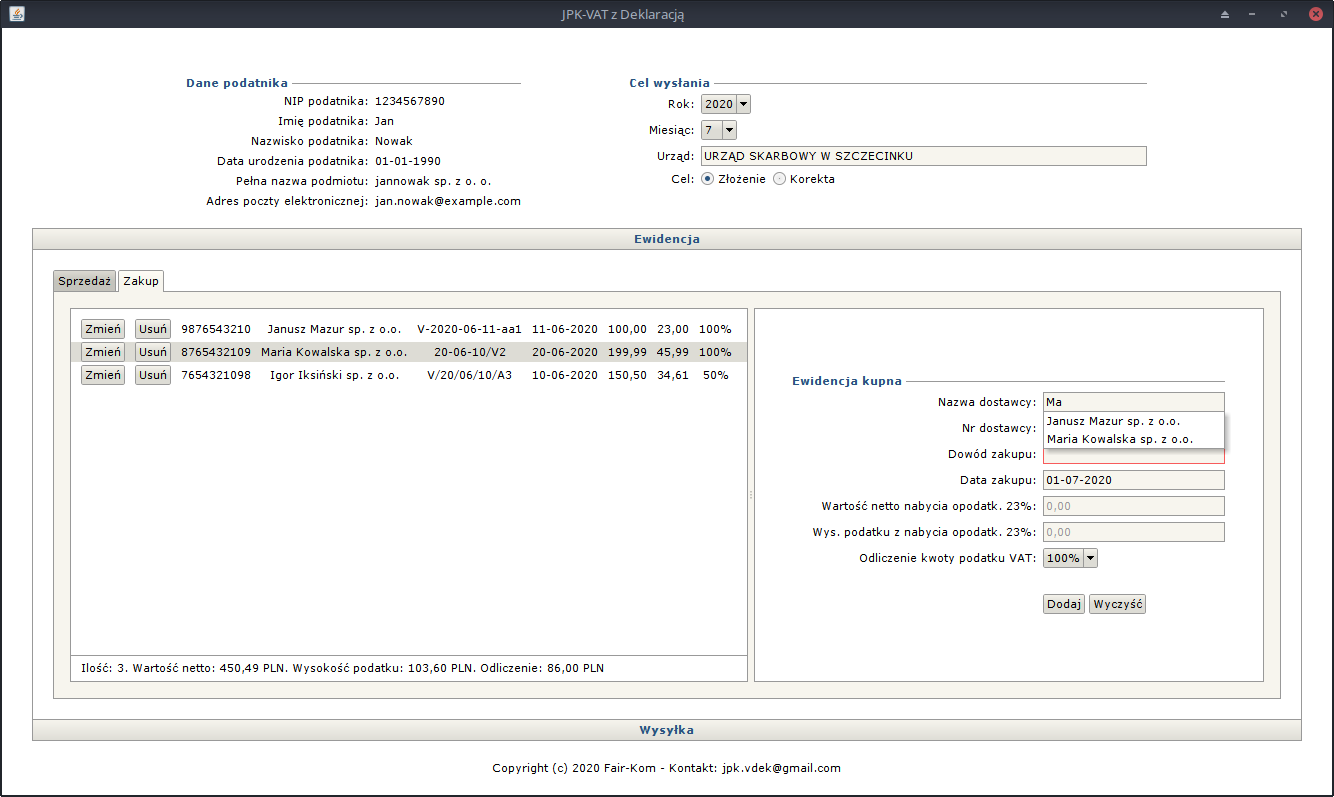 JPK-VAT z Deklaracją
Dane podatnika
NIP podatnika: 1234567890
Imię podatnika: Jan
Nazwisko podatnika: Nowak
Data urodzenia podatnika: 01-01-1990
Pełna nazwa podmiotu: jannowak sp. z o. o.
Adres poczty elektronicznej: jan.nowak@example.com
Cel wysłania
Rok: 2020
Miesiąc: 7
Urząd: URZĄD SKARBOWY W SZCZECINKU
Cel: Złożenie Korekta
Ewidencja
Sprzedaż Zakup
Zmień Usuń 9876543210 Janusz Mazur sp. z o.o. V-2020-06-11-aa1 11-06-2020 100,00 23,00 100%
Zmień Usuń 8765432109 Maria Kowalska sp. z o.o. 20-06-10/V2 20-06-2020 199,99 45,99 100%
Zmień Usuń 7654321098 Igor Iksiński sp. z o.o. V/20/06/10/A3 10-06-2020 150,50 34,61 50%
Ilość: 3. Wartość netto: 450,49 PLN. Wysokość podatku: 103,60 PLN. Odliczenie: 86,00 PLN
Ewidencja kupna
Nazwa dostawcy: Ma
Janusz Mazur sp. z o.o.
Maria Kowalska sp. z o.o.
Nr dostawcy:
Dowód zakupu:
Data zakupu: 01-07-2020
Wartość netto nabycia opodatk. 23%: 0,00
Wys. podatku z nabycia opodatk. 23%: 0,00
Odliczenie kwoty podatku VAT: 100%
Dodaj Wyczyść
Wysyłka
Copyright (c) 2020 Fair-Kom - Kontakt: jpk.vdek@gmail.com